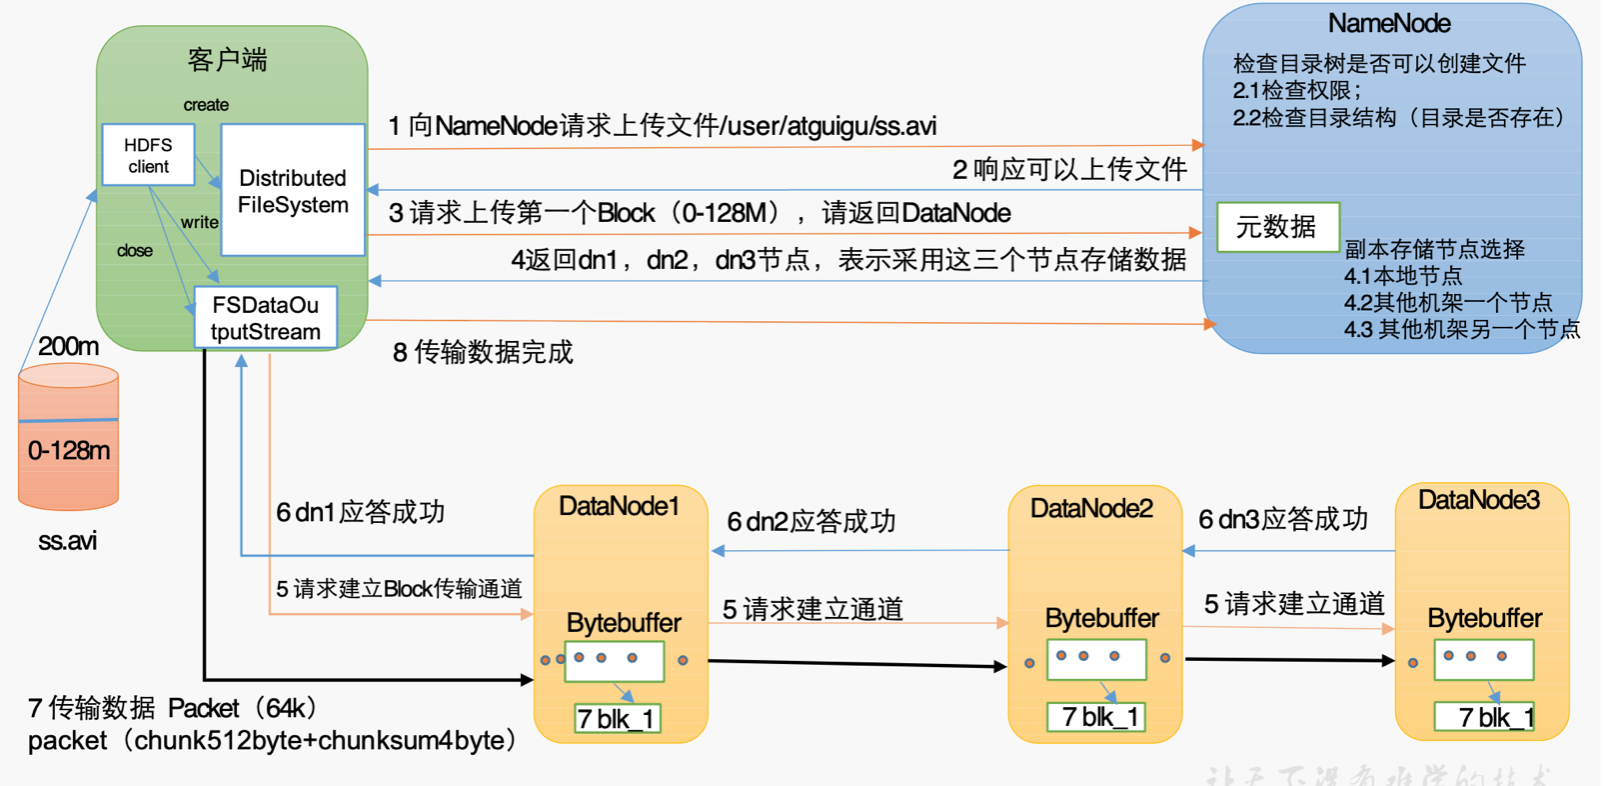 NameNode
客户端
检查目录树是否可以创建文件
2.1检查权限；
2.2检查目录结构（目录是否存在）
create
1 向NameNode请求上传文件/user/atguigu/ss.avi
HDFS
client
2 响应可以上传文件
Distributed
FileSystem
3 请求上传第一个Block（0-128M），请返回DataNode
write
元数据
close
4返回dn1，dn2，dn3节点，表示采用这三个节点存储数据
副本存储节点选择
4.1本地节点
4.2其他机架一个节点
4.3 其他机架另一个节点
FSDataOu
tputStream
200m
8 传输数据完成
0-128m
ss.avi
6 dn1应答成功
DataNode1
6 dn2应答成功
DataNode2
6 dn3应答成功
DataNode3
5 请求建立Block传输通道
5 请求建立通道
5 请求建立通道
Bytebuffer
Bytebuffer
Bytebuffer
7 blk_1
7 blk_1
7 blk_1
7 传输数据 Packet（64k）
packet（chunk512byte+chunksum4byte）
让天下没有难学的技术